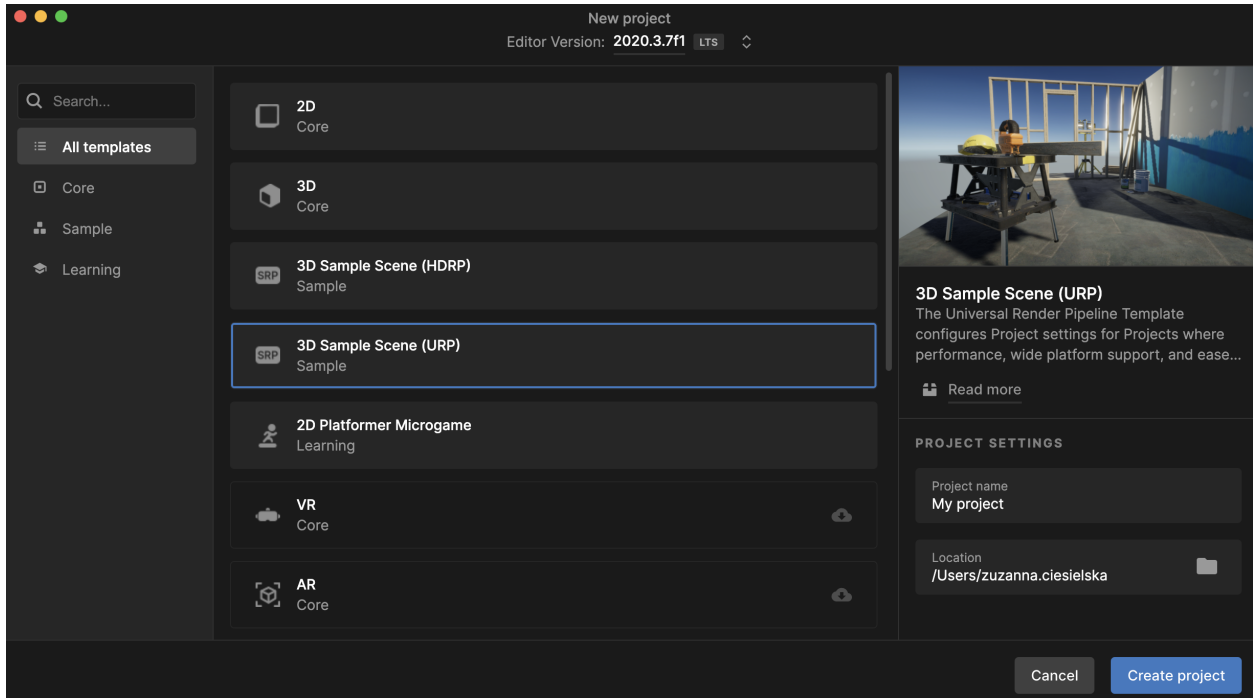 New project
Editor Version: 2020.3.7f1 LTS
Search...
All templates
Core
Sample
Learning
2D
Core
3D
Core
SRP
3D Sample Scene (HDRP)
Sample
SRP
3D Sample Scene (URP)
Sample
2D Platformer Microgame
Learning
VR
Core
AR
Core
3D Sample Scene (URP)
The Universal Render Pipeline Template
configures Project settings for Projects where
performance, wide platform support, and ease...
Read more
PROJECT SETTINGS
Project name
My project
Location
/Users/zuzanna.ciesielska
Cancel
Create project